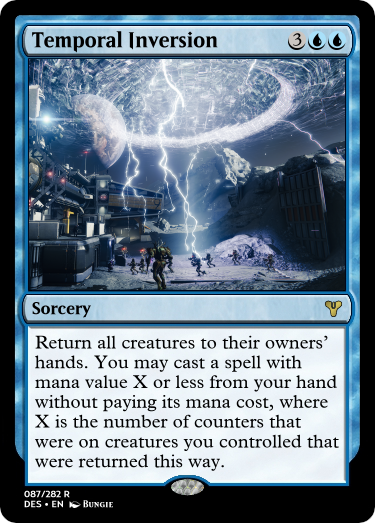 Temporal Inversion 3
Sorcery
Return all creatures to their owners'
hands. You may cast a spell with
mana value X or less from your hand
without paying its mana cost, where
X is the number of counters that
were on creatures you controlled that
were returned this way.
087/282 R
DES • EN Bungie